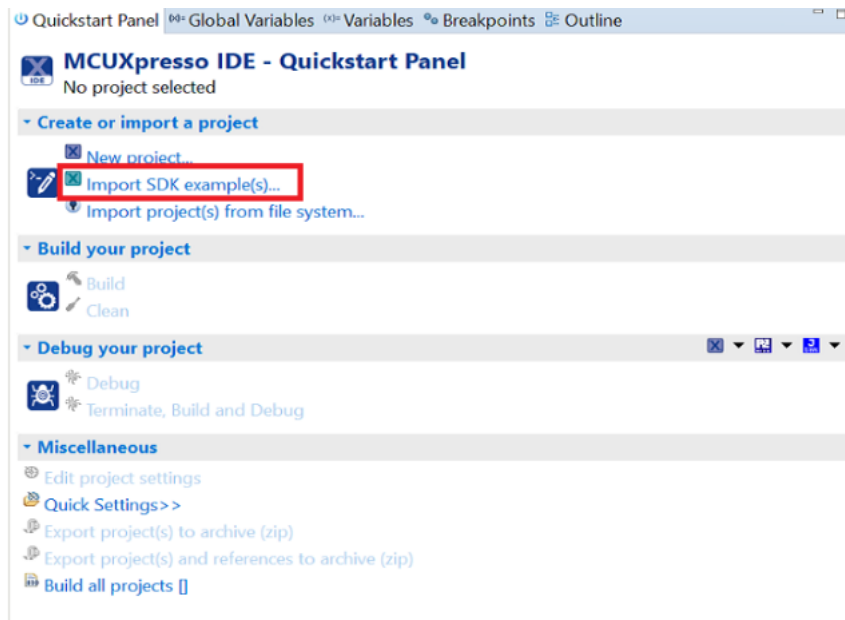 Quickstart Panel Global Variables Variables Breakpoints Outline
MCUXpresso IDE - Quickstart Panel
No project selected
Create or import a project
New project...
Import SDK example(s)...
Import project(s) from file system...
Build your project
Build
Clean
Debug your project
Debug
Terminate, Build and Debug
Miscellaneous
Edit project settings
Quick Settings>>
Export project(s) to archive (zip)
Export project(s) and references to archive (zip)
Build all projects []